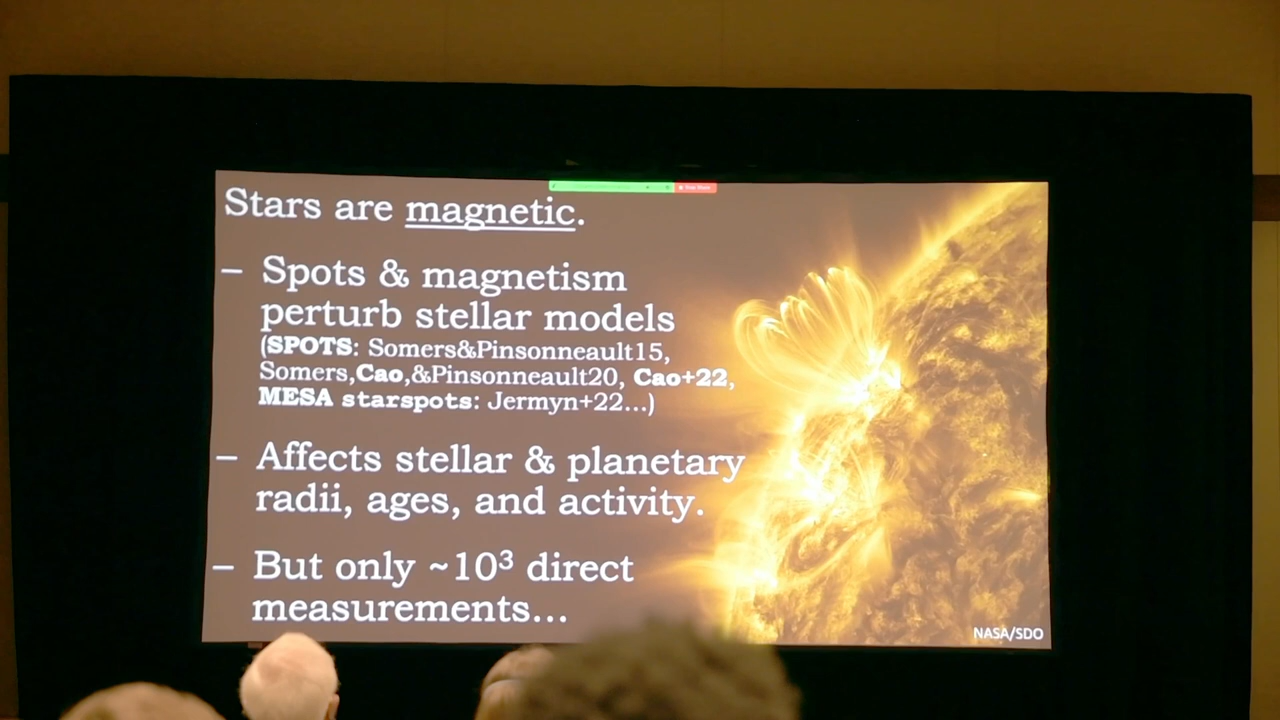 Stars are magnetic.
– Spots & magnetism
perturb stellar models
(SPOTS: Somers&Pinsonneault15,
Somers,Cao,&Pinsonneault20, Cao+22,
MESA starspots: Jermyn+22...)
– Affects stellar & planetary
radii, ages, and activity.
– But only ~10³ direct
measurements...
NASA/SDO